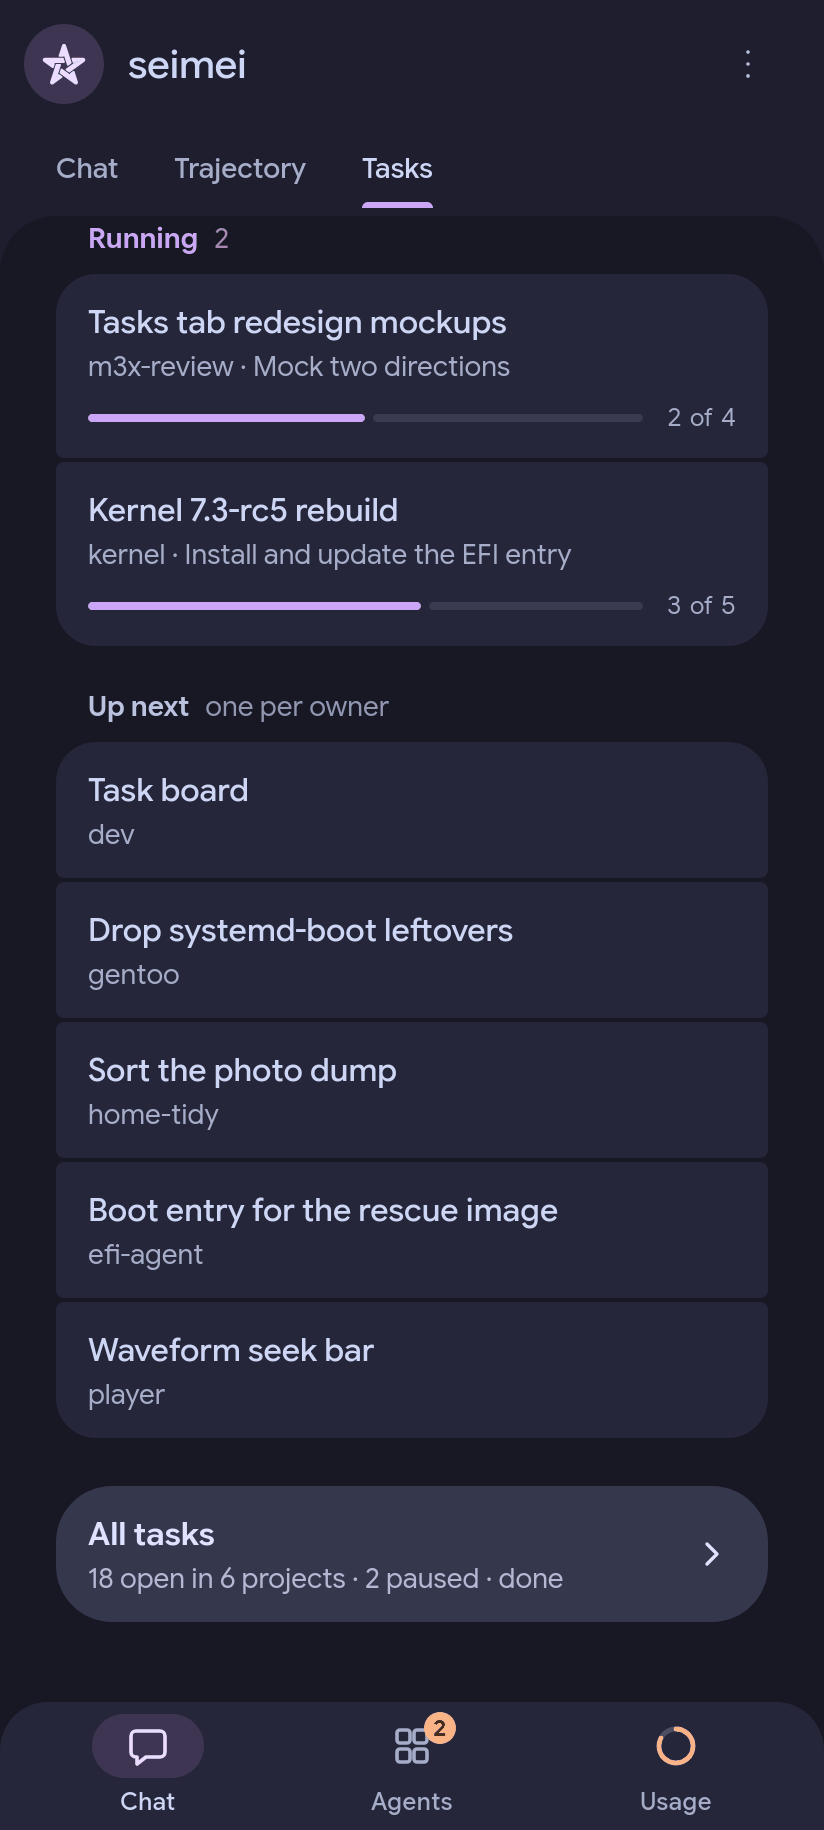 seimei
Chat Trajectory Tasks
Running 2
Tasks tab redesign mockups
m3x-review · Mock two directions
2 of 4
Kernel 7.3-rc5 rebuild
kernel · Install and update the EFI entry
3 of 5
Up next one per owner
Task board
dev
Drop systemd-boot leftovers
gentoo
Sort the photo dump
home-tidy
Boot entry for the rescue image
efi-agent
Waveform seek bar
player
All tasks
18 open in 6 projects · 2 paused · done
2
Chat Agents Usage